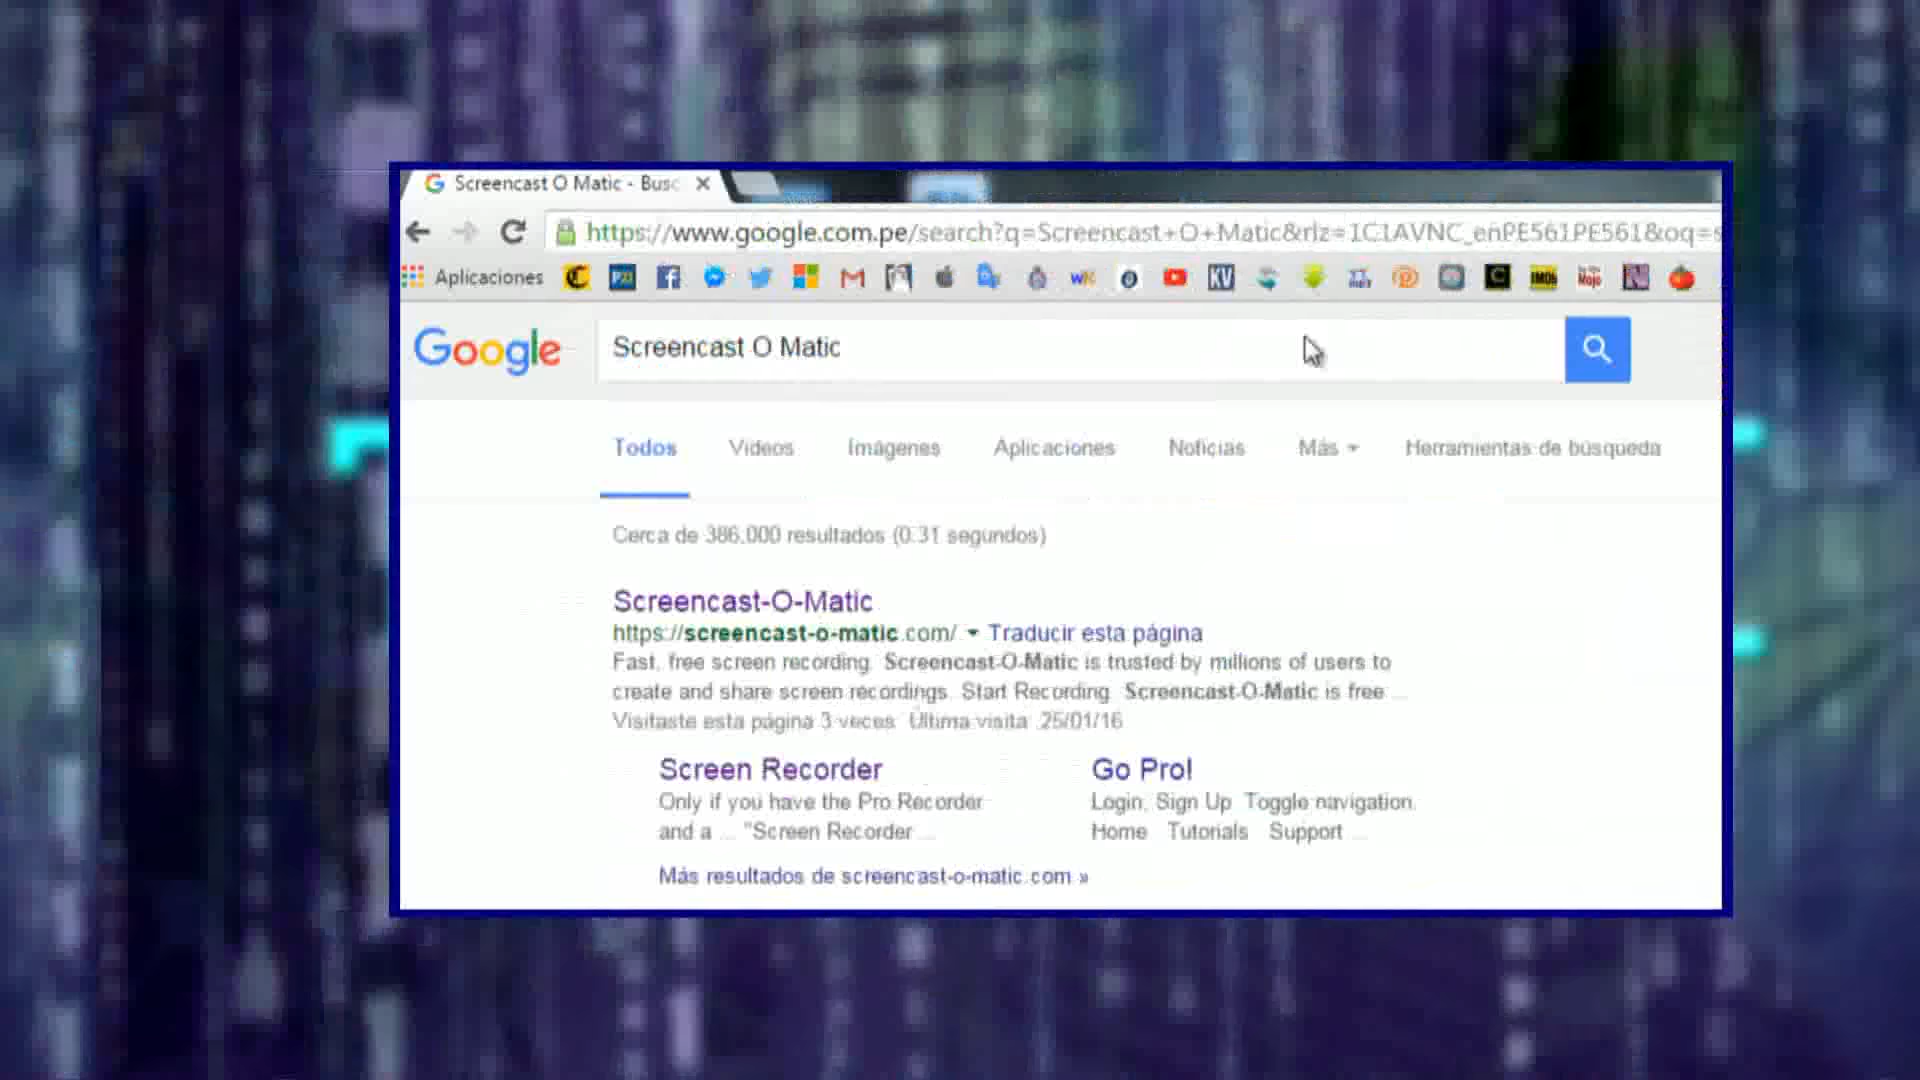 Screencast O Matic - Busc
https://www.google.com.pe/search?q=Screencast+O+Matic&rlz=1C1AVNC_enPE561PE561&oq=s
Aplicaciones
Google
Screencast O Matic
Todos Videos Imágenes Aplicaciones Noticias Más Herramientas de búsqueda
Cerca de 386,000 resultados (0.31 segundos)
Screencast-O-Matic
https://screencast-o-matic.com/ Traducir esta página
Fast, free screen recording. Screencast-O-Matic is trusted by millions of users to
create and share screen recordings. Start Recording. Screencast-O-Matic is free ...
Visitaste esta página 3 veces. Última visita: 25/01/16
Screen Recorder
Only if you have the Pro Recorder
and a ... "Screen Recorder ...
Go Pro!
Login. Sign Up. Toggle navigation.
Home · Tutorials · Support ...
Más resultados de screencast-o-matic.com »